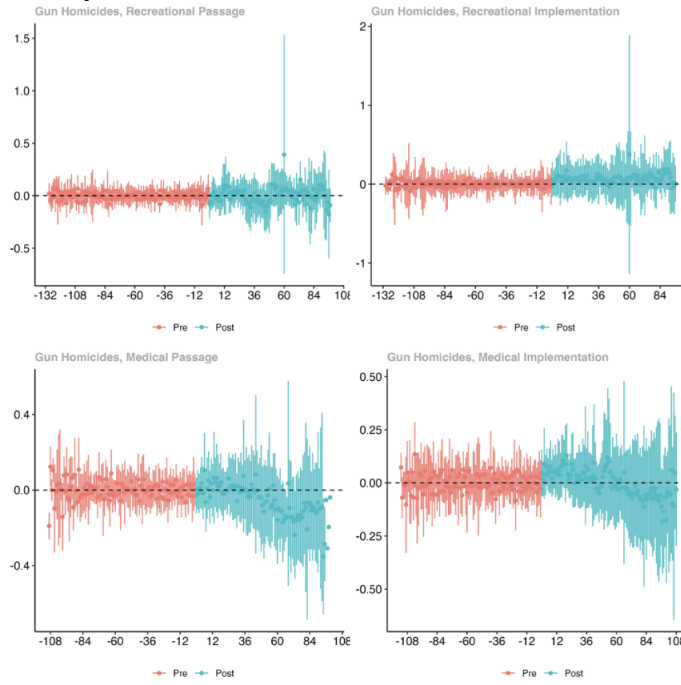 Gun Homicides, Recreational Passage
1.5
1.0
0.5
0.0
-0.5
-132 -108 -84 -60 -36 -12 12 36 60 84
Pre Post
Gun Homicides, Recreational Implementation
2
1
0
-1
-132 -108 -84 -60 -36 -12 12 36 60 84
Pre Post
Gun Homicides, Medical Passage
0.4
0.0
-0.4
-108 -84 -60 -36 -12 12 36 60 84 108
Pre Post
Gun Homicides, Medical Implementation
0.50
0.25
0.00
-0.25
-0.50
-108 -84 -60 -36 -12 12 36 60 84 108
Pre Post